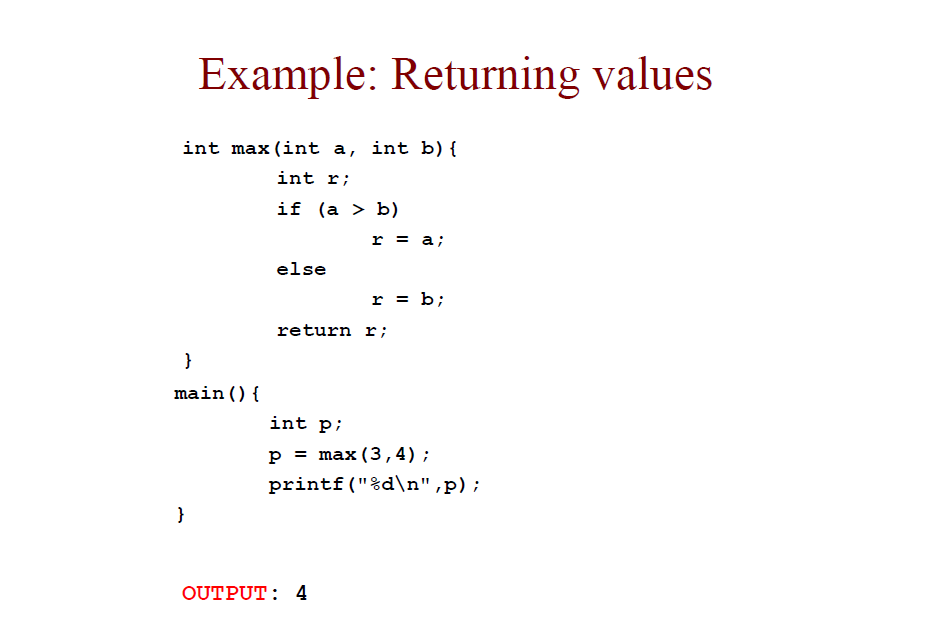 Example: Returning values
int max(int a, int b){
int r;
if (a > b)
r = a;
else
r = b;
return r;
}
main(){
int p;
p = max(3,4);
printf("%d\n",p);
}
OUTPUT: 4